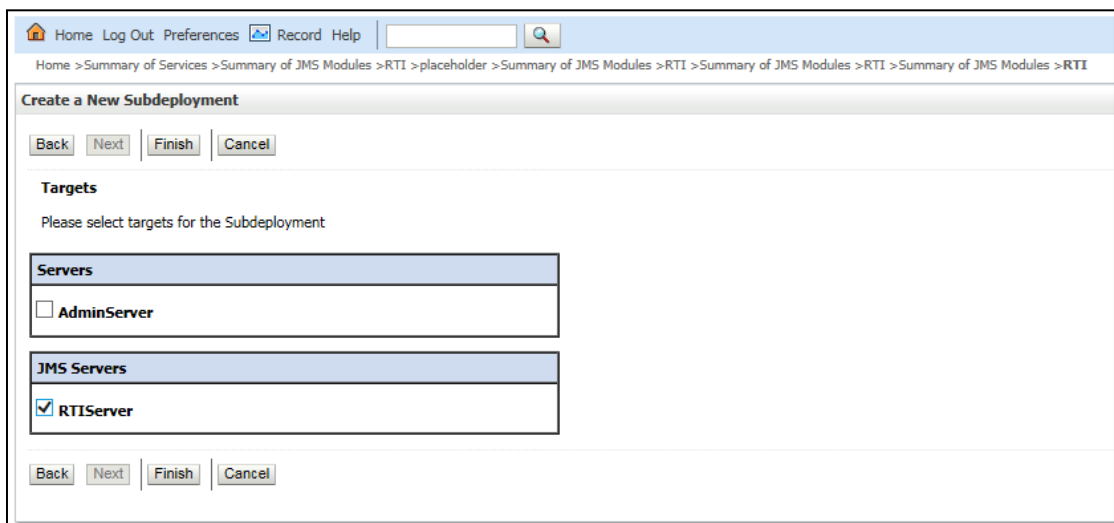 Home Log Out Preferences Record Help
Home >Summary of Services >Summary of JMS Modules >RTI >placeholder >Summary of JMS Modules >RTI >Summary of JMS Modules >RTI >Summary of JMS Modules >RTI
Create a New Subdeployment
Back Next Finish Cancel
Targets
Please select targets for the Subdeployment
Servers
AdminServer
JMS Servers
RTIServer
Back Next Finish Cancel